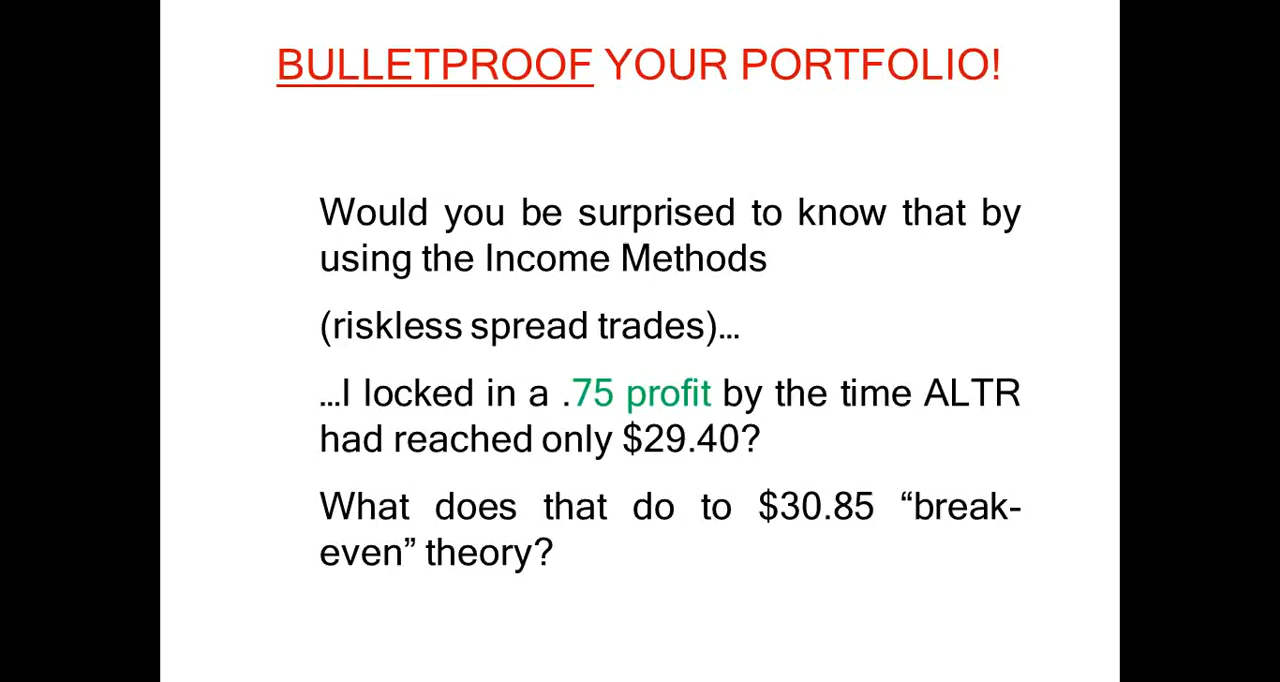 BULLETPROOF YOUR PORTFOLIO!
Would you be surprised to know that by
using the Income Methods
(riskless spread trades)...
...I locked in a .75 profit by the time ALTR
had reached only $29.40?
What does that do to $30.85 “break-
even” theory?